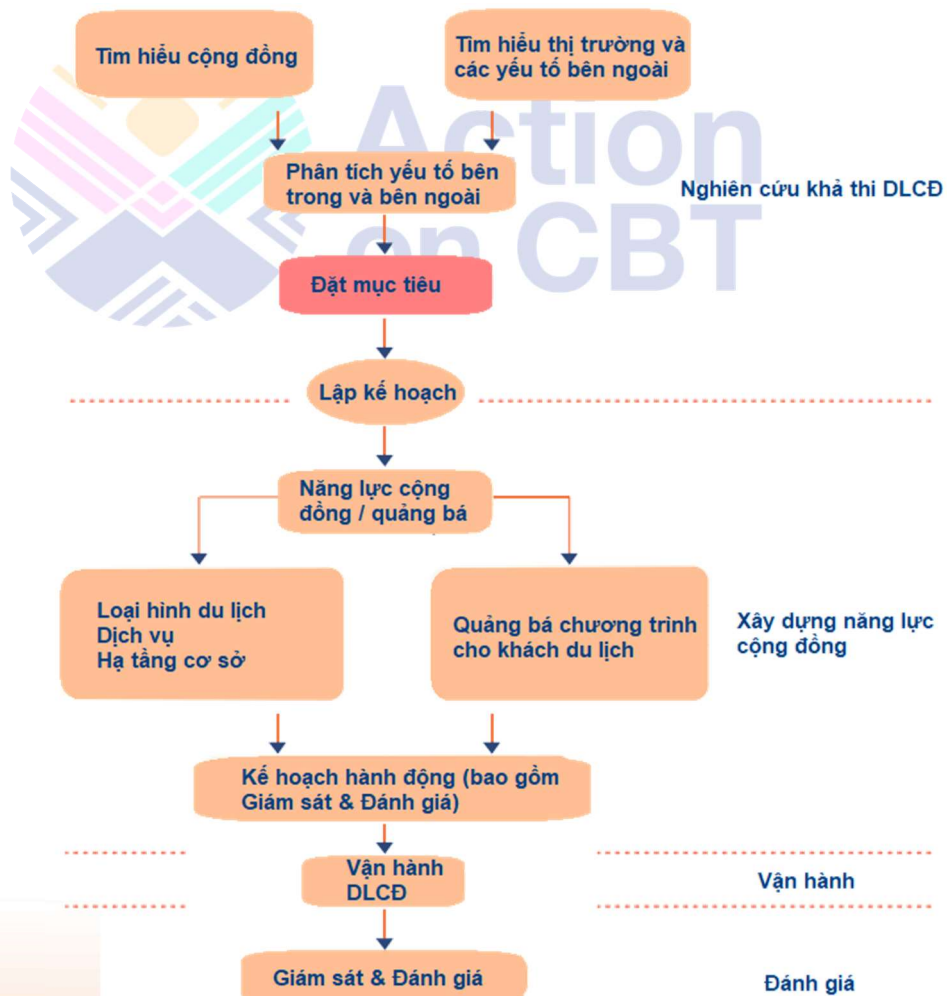 Tìm hiểu cộng đồng
Tìm hiểu thị trường và
các yếu tố bên ngoài
Action
on CBT
Phân tích yếu tố bên
trong và bên ngoài
Nghiên cứu khả thi DLCĐ
Đặt mục tiêu
Lập kế hoạch
Năng lực cộng
đồng / quảng bá
Loại hình du lịch
Dịch vụ
Hạ tầng cơ sở
Quảng bá chương trình
cho khách du lịch
Xây dựng năng lực
cộng đồng
Kế hoạch hành động (bao gồm
Giám sát & Đánh giá)
Vận hành
DLCĐ
Vận hành
Giám sát & Đánh giá
Đánh giá